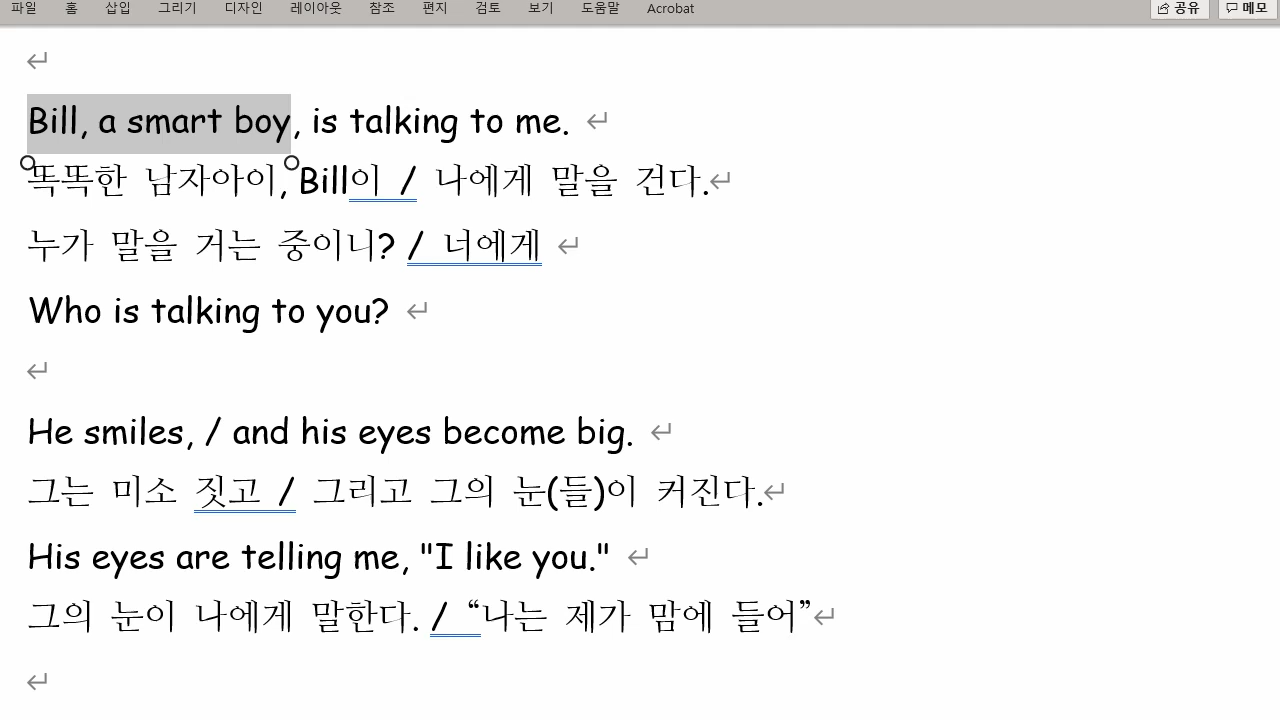 파일 홈 삽입 그리기 디자인 레이아웃 참조 편지 검토 보기 도움말 Acrobat 공유 메모
Bill, a smart boy, is talking to me.
똑똑한 남자아이, Bill이 / 나에게 말을 건다.
누가 말을 거는 중이니? / 너에게
Who is talking to you?
He smiles, / and his eyes become big.
그는 미소 짓고 / 그리고 그의 눈(들)이 커진다.
His eyes are telling me, "I like you."
그의 눈이 나에게 말한다. / “나는 제가 맘에 들어”